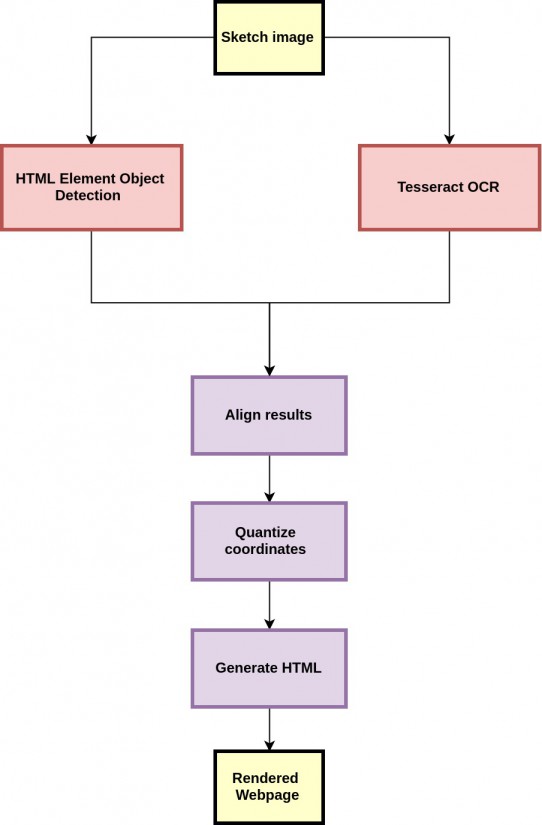 Sketch image
HTML Element Object
Detection
Tesseract OCR
Align results
Quantize
coordinates
Generate HTML
Rendered
Webpage